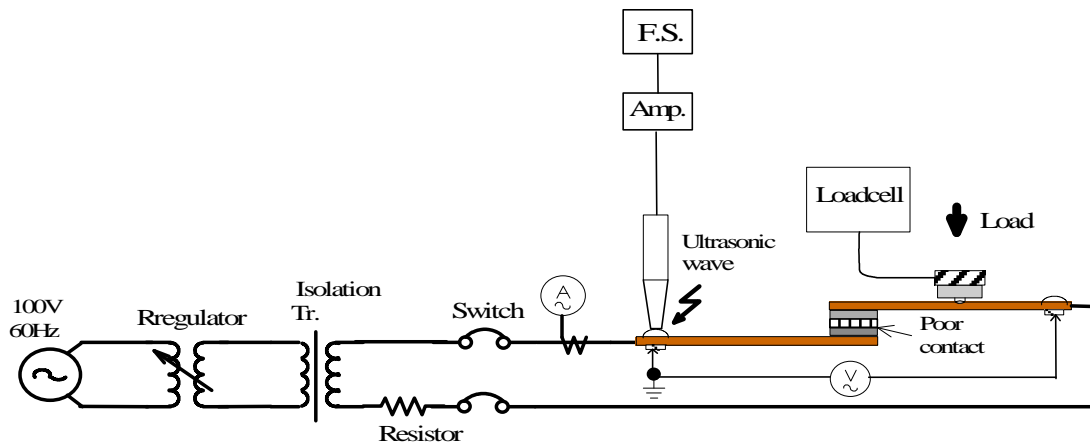 F.S.
Amp.
Loadcell
Load
Ultrasonic
wave
Isolation
Tr.
100V
60Hz
Rregulator
Switch
A
Poor
contact
V
Resistor